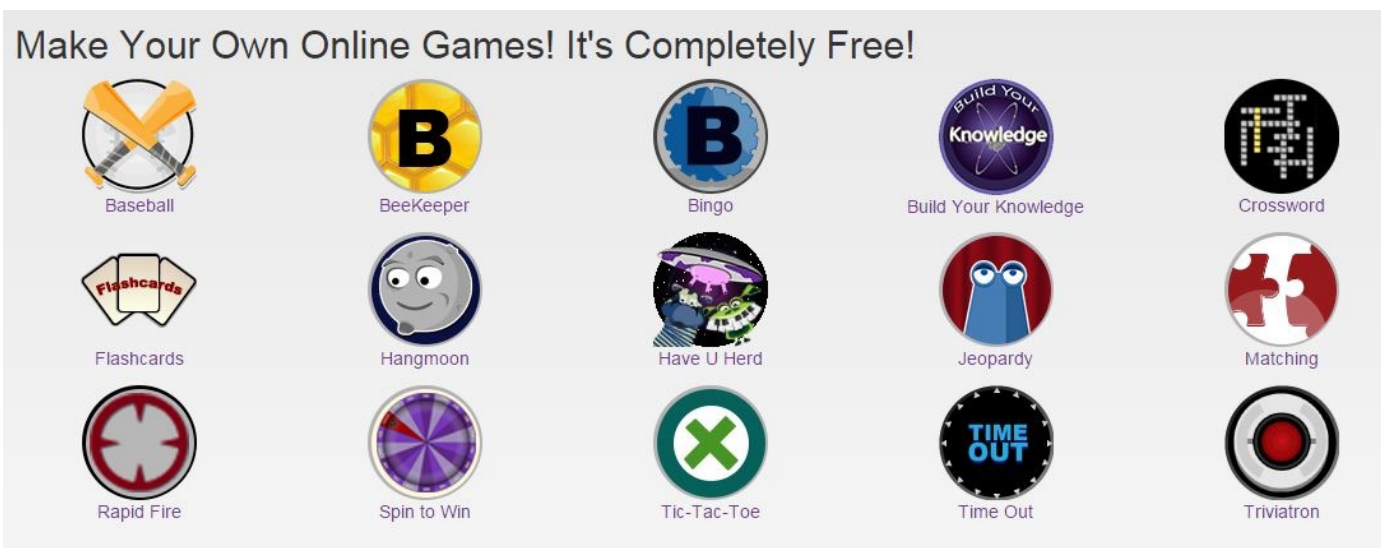 Make Your Own Online Games! It's Completely Free!
B
B
Build Your
Knowledge
Baseball
BeeKeeper
Bingo
Build Your Knowledge
Crossword
Flashcards
Flashcards
Hangmoon
Have U Herd
Jeopardy
Matching
TIME
OUT
Rapid Fire
Spin to Win
Tic-Tac-Toe
Time Out
Triviatron